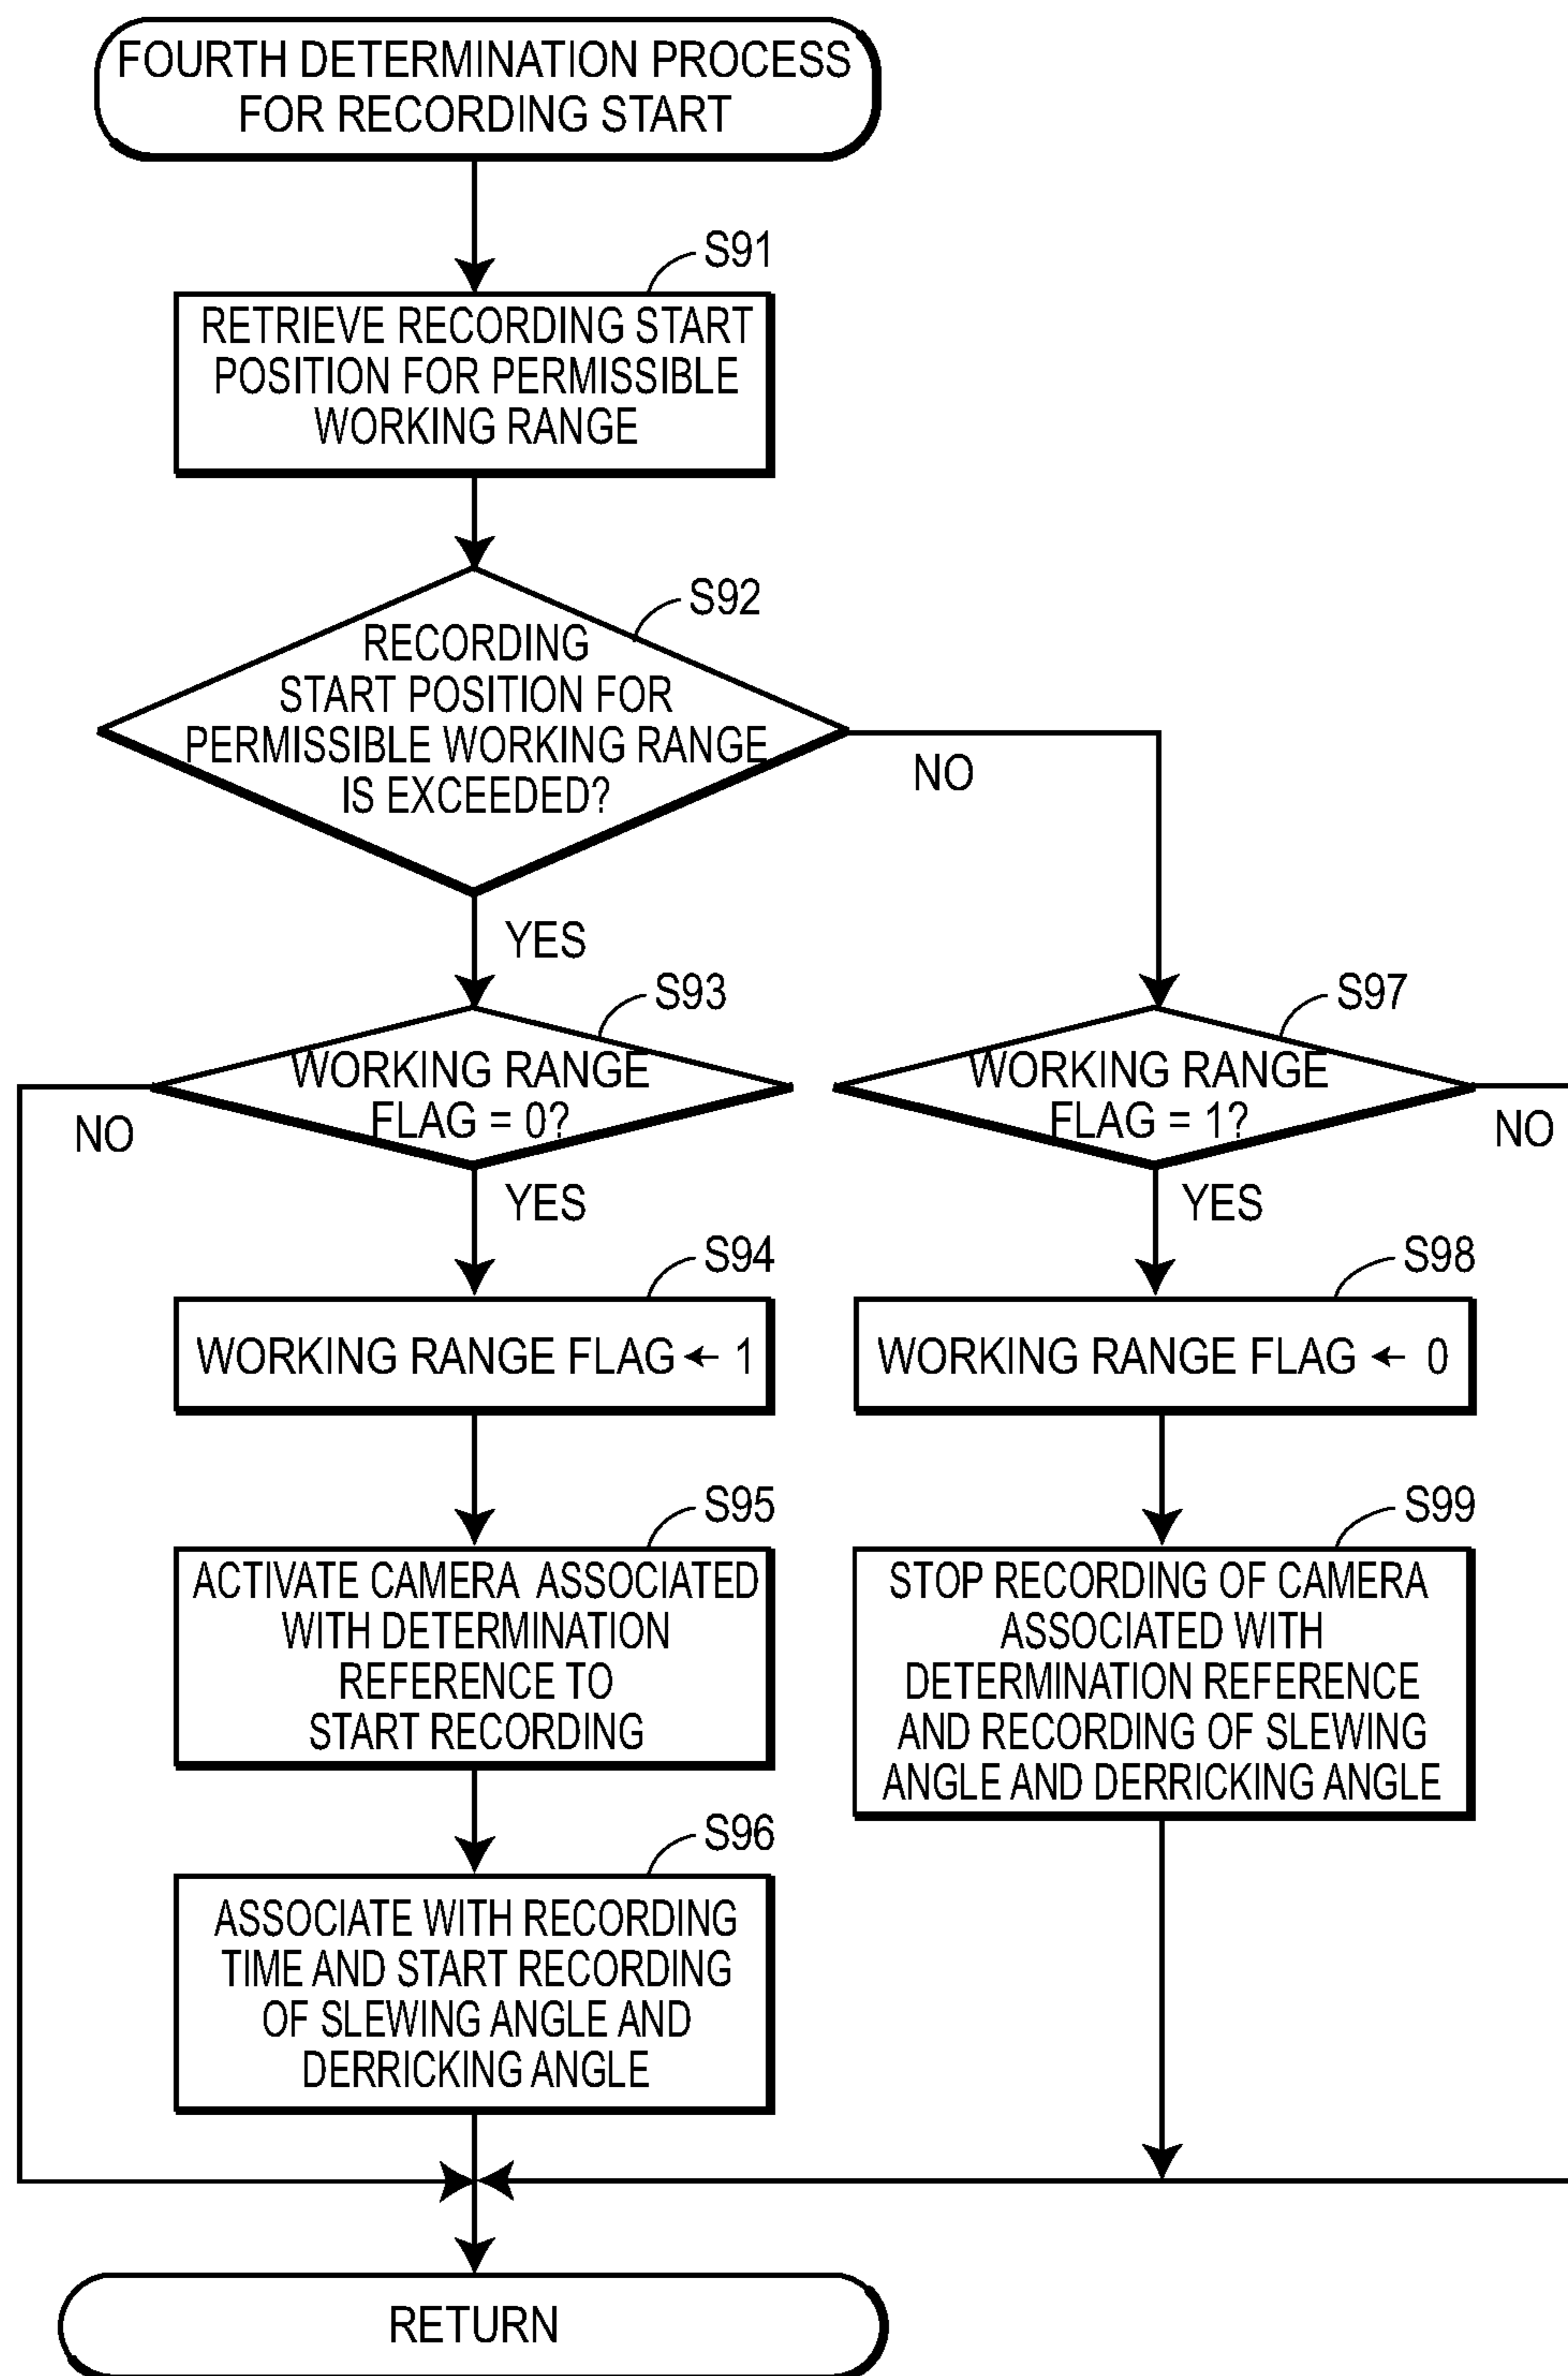 FOURTH DETERMINATION PROCESS
FOR RECORDING START
S91
RETRIEVE RECORDING START
POSITION FOR PERMISSIBLE
WORKING RANGE
S92
RECORDING
START POSITION FOR
PERMISSIBLE WORKING RANGE
IS EXCEEDED?
NO
YES
S93
WORKING RANGE
FLAG = 0?
NO
YES
S97
WORKING RANGE
FLAG = 1?
NO
YES
S94
WORKING RANGE FLAG ← 1
S98
WORKING RANGE FLAG ← 0
S95
ACTIVATE CAMERA ASSOCIATED
WITH DETERMINATION
REFERENCE TO
START RECORDING
S99
STOP RECORDING OF CAMERA
ASSOCIATED WITH
DETERMINATION REFERENCE
AND RECORDING OF SLEWING
ANGLE AND DERRICKING ANGLE
S96
ASSOCIATE WITH RECORDING
TIME AND START RECORDING
OF SLEWING ANGLE AND
DERRICKING ANGLE
RETURN